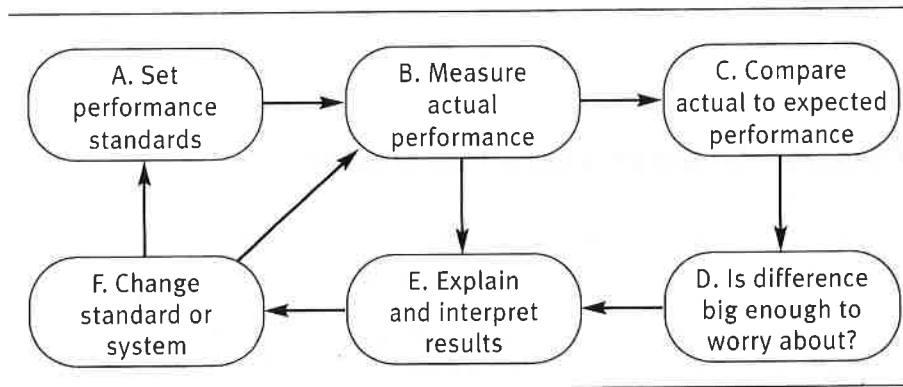 A. Set
performance
standards
B. Measure
actual
performance
C. Compare
actual to expected
performance
F. Change
standard or
system
E. Explain
and interpret
results
D. Is difference
big enough to
worry about?